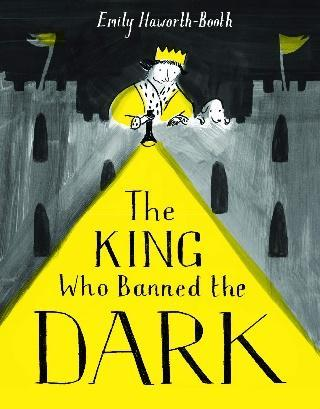 Emily Haworth-Booth
The
KING
Who Banned the
DARK